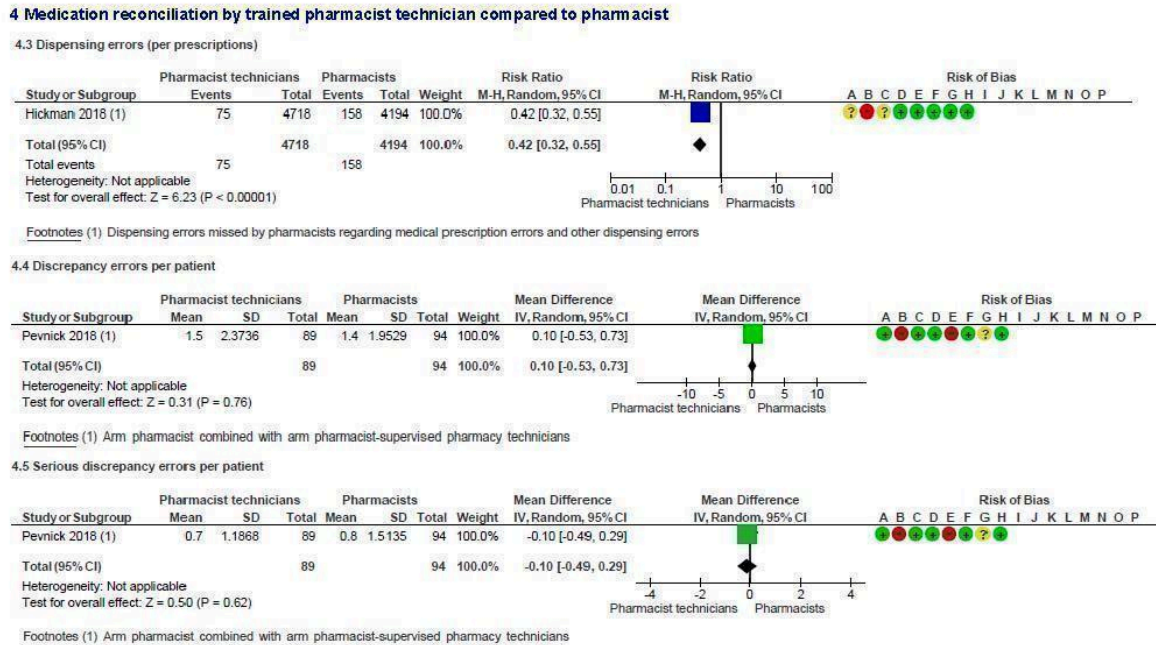 4 Medication reconciliation by trained pharmacist technician compared to pharmacist
4.3 Dispensing errors (per prescriptions)
Pharmacist technicians Pharmacists Risk Ratio Risk Ratio Risk of Bias
Study or Subgroup Events Total Events Total Weight M-H, Random, 95% CI M-H, Random, 95% CI A B C D E F G H I J K L M N O P
Hickman 2018 (1) 75 4718 158 4194 100.0% 0.42 [0.32, 0.55] ? - ? + + + + +
Total (95% CI) 4718 4194 100.0% 0.42 [0.32, 0.55]
Total events 75 158
Heterogeneity: Not applicable
Test for overall effect: Z = 6.23 (P < 0.00001)
0.01 0.1 1 10 100
Pharmacist technicians Pharmacists
Footnotes (1) Dispensing errors missed by pharmacists regarding medical prescription errors and other dispensing errors
4.4 Discrepancy errors per patient
Pharmacist technicians Pharmacists Mean Difference Mean Difference Risk of Bias
Study or Subgroup Mean SD Total Mean SD Total Weight IV, Random, 95% CI IV, Random, 95% CI A B C D E F G H I J K L M N O P
Pevnick 2018 (1) 1.5 2.3736 89 1.4 1.9529 94 100.0% 0.10 [-0.53, 0.73] + - + + - + ? +
Total (95% CI) 89 94 100.0% 0.10 [-0.53, 0.73]
Heterogeneity: Not applicable
Test for overall effect: Z = 0.31 (P = 0.76)
-10 -5 0 5 10
Pharmacist technicians Pharmacists
Footnotes (1) Arm pharmacist combined with arm pharmacist-supervised pharmacy technicians
4.5 Serious discrepancy errors per patient
Pharmacist technicians Pharmacists Mean Difference Mean Difference Risk of Bias
Study or Subgroup Mean SD Total Mean SD Total Weight IV, Random, 95% CI IV, Random, 95% CI A B C D E F G H I J K L M N O P
Pevnick 2018 (1) 0.7 1.1868 89 0.8 1.5135 94 100.0% -0.10 [-0.49, 0.29] + - + + - + ? +
Total (95% CI) 89 94 100.0% -0.10 [-0.49, 0.29]
Heterogeneity: Not applicable
Test for overall effect: Z = 0.50 (P = 0.62)
-4 -2 0 2 4
Pharmacist technicians Pharmacists
Footnotes (1) Arm pharmacist combined with arm pharmacist-supervised pharmacy technicians